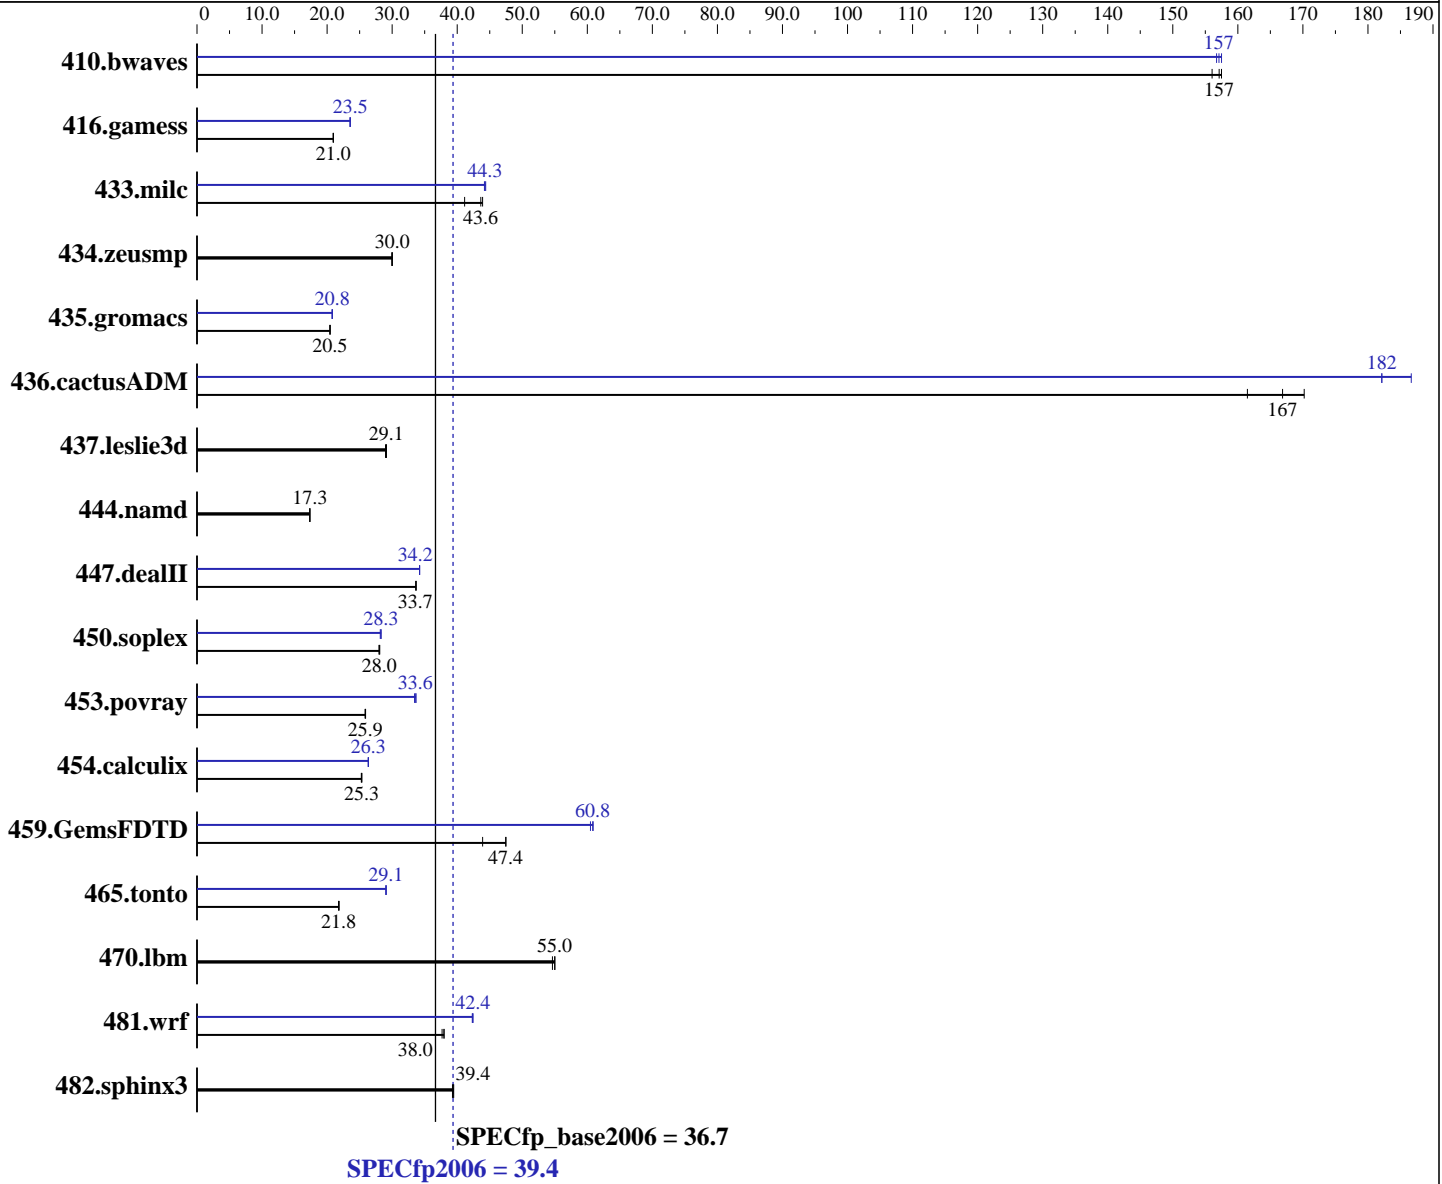 0 10.0 20.0 30.0 40.0 50.0 60.0 70.0 80.0 90.0 100 110 120 130 140 150 160 170 180 190
157
410.bwaves
157
23.5
416.gamess
21.0
44.3
433.milc
43.6
30.0
434.zeusmp
20.8
435.gromacs
20.5
182
436.cactusADM
167
29.1
437.leslie3d
17.3
444.namd
34.2
447.dealII
33.7
28.3
450.soplex
28.0
33.6
453.povray
25.9
26.3
454.calculix
25.3
60.8
459.GemsFDTD
47.4
29.1
465.tonto
21.8
55.0
470.lbm
42.4
481.wrf
38.0
39.4
482.sphinx3
SPECfp_base2006 = 36.7
SPECfp2006 = 39.4